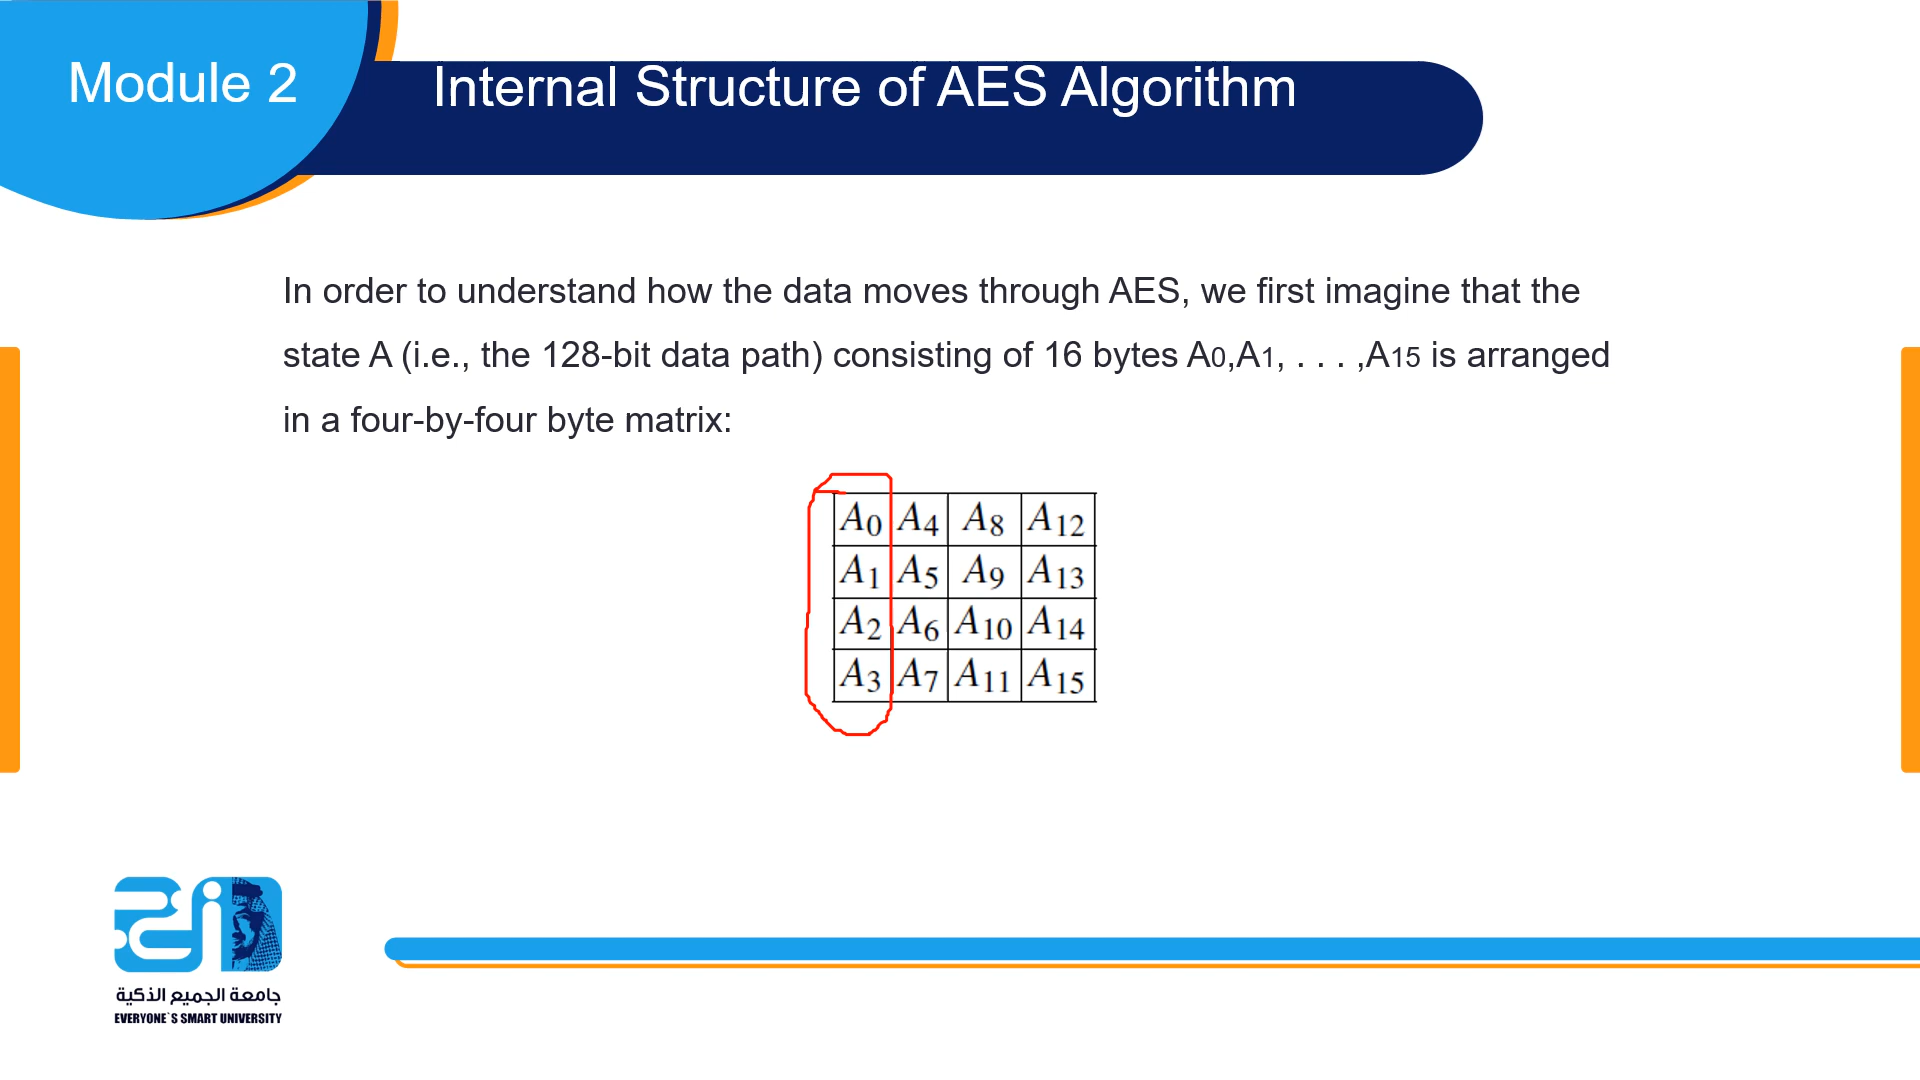 Module 2
Internal Structure of AES Algorithm
In order to understand how the data moves through AES, we first imagine that the
state A (i.e., the 128-bit data path) consisting of 16 bytes A0,A1, . . . ,A15 is arranged
in a four-by-four byte matrix:
A0 A4 A8 A12
A1 A5 A9 A13
A2 A6 A10 A14
A3 A7 A11 A15
جامعة الجميع الذكية
EVERYONE`S SMART UNIVERSITY